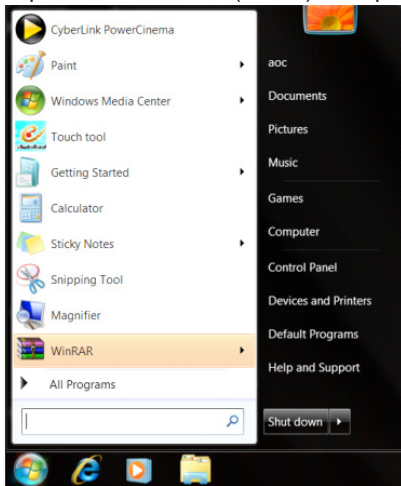 CyberLink PowerCinema
Paint
Windows Media Center
Touch tool
Getting Started
Calculator
Sticky Notes
Snipping Tool
Magnifier
WinRAR
All Programs
aoc
Documents
Pictures
Music
Games
Computer
Control Panel
Devices and Printers
Default Programs
Help and Support
Shut down